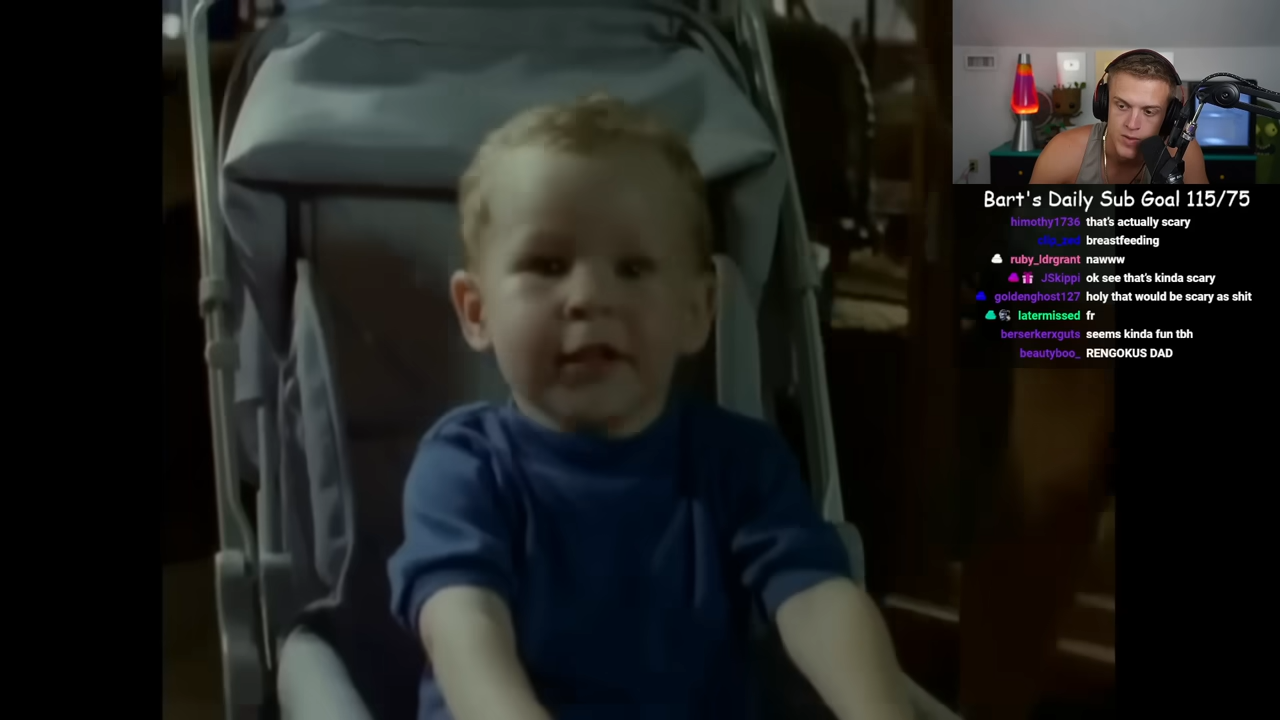 Bart's Daily Sub Goal 115/75
himothy1736 that's actually scary
breastfeeding
ruby_ldrgrant nawww
JSkippi ok see that's kinda scary
goldenghost127 holy that would be scary as shit
latermissed fr
berserkerxguts seems kinda fun tbh
beautyboo_ RENGOKUS DAD